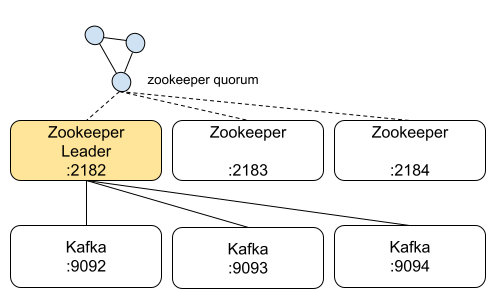 zookeeper quorum
Zookeeper
Leader
:2182
Zookeeper
:2183
Zookeeper
:2184
Kafka
:9092
Kafka
:9093
Kafka
:9094